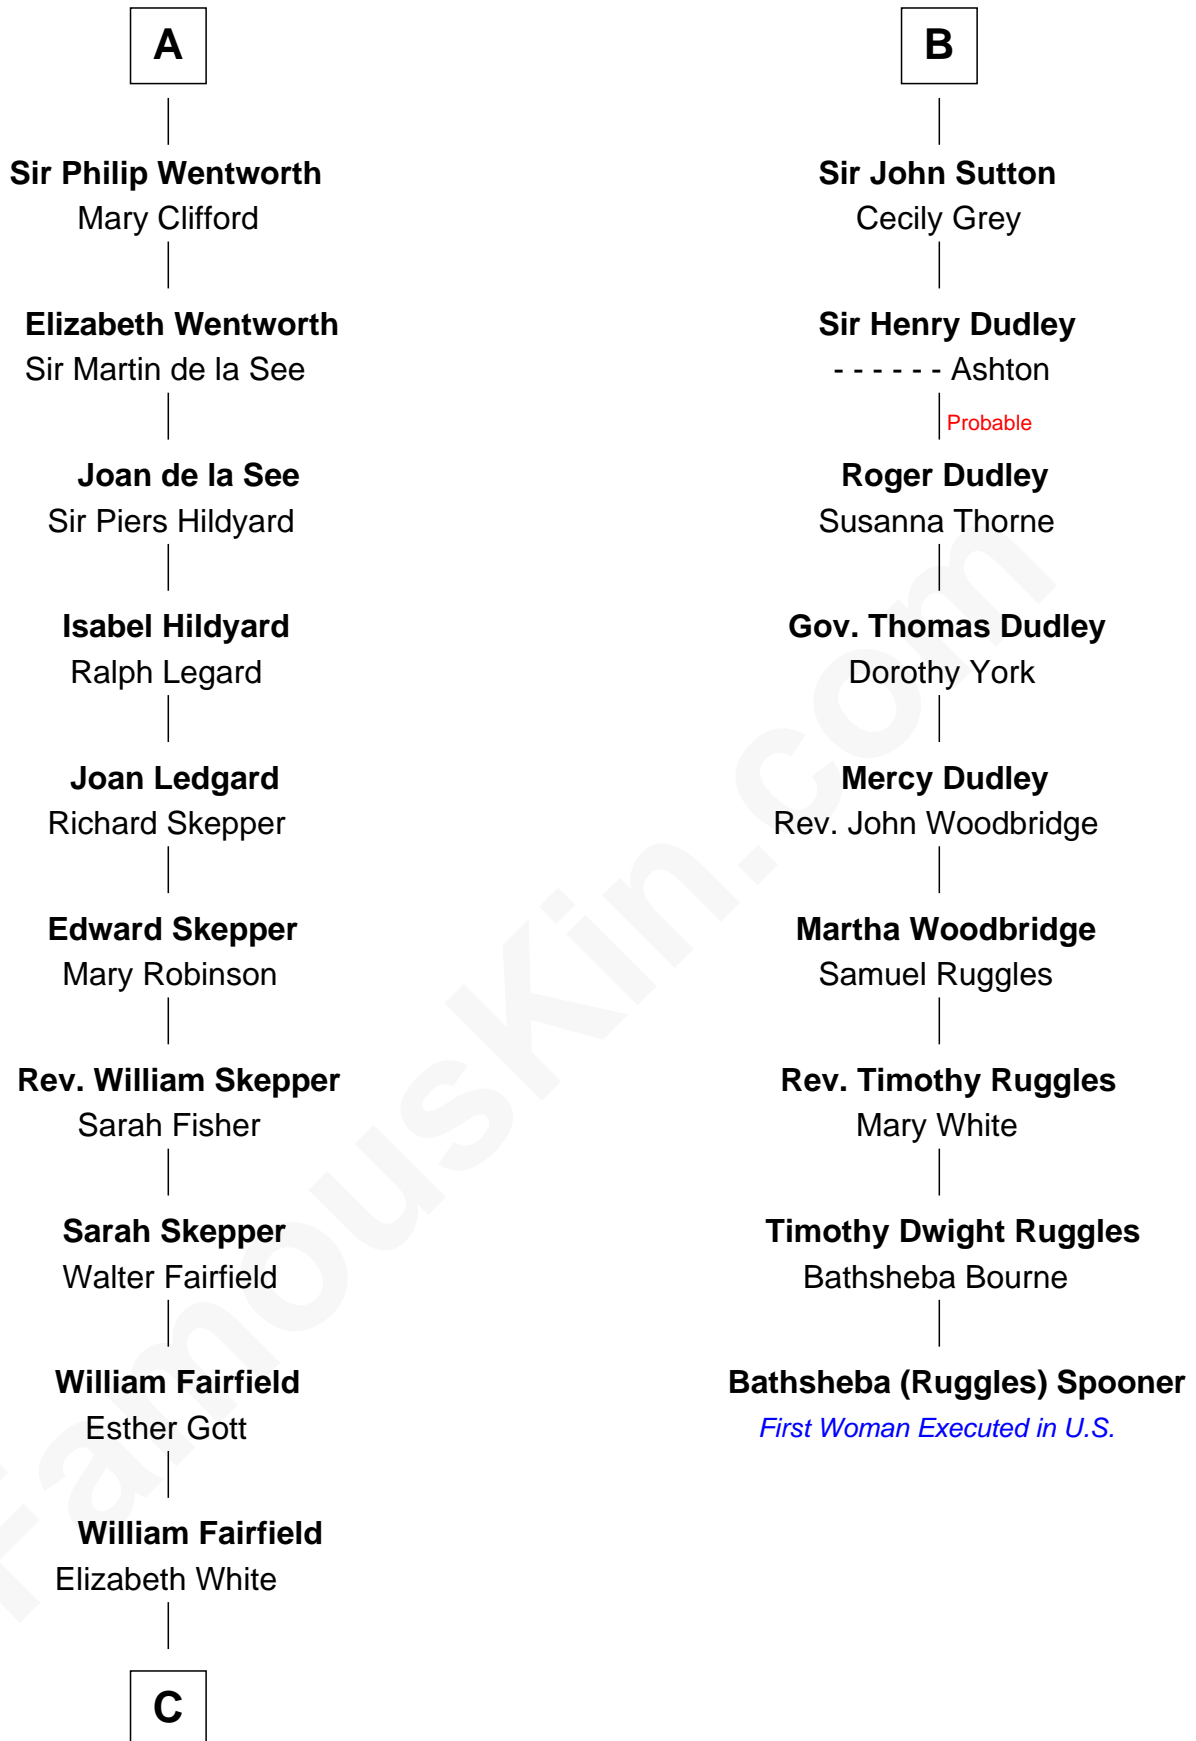 A
Sir Philip Wentworth
Mary Clifford
Elizabeth Wentworth
Sir Martin de la See
Joan de la See
Sir Piers Hildyard
Isabel Hildyard
Ralph Legard
Joan Ledgard
Richard Skepper
Edward Skepper
Mary Robinson
Rev. William Skepper
Sarah Fisher
Sarah Skepper
Walter Fairfield
William Fairfield
Esther Gott
William Fairfield
Elizabeth White
C
B
Sir John Sutton
Cecily Grey
Sir Henry Dudley
- - - - - - Ashton
Probable
Roger Dudley
Susanna Thorne
Gov. Thomas Dudley
Dorothy York
Mercy Dudley
Rev. John Woodbridge
Martha Woodbridge
Samuel Ruggles
Rev. Timothy Ruggles
Mary White
Timothy Dwight Ruggles
Bathsheba Bourne
Bathsheba (Ruggles) Spooner
First Woman Executed in U.S.
FamousKin.com